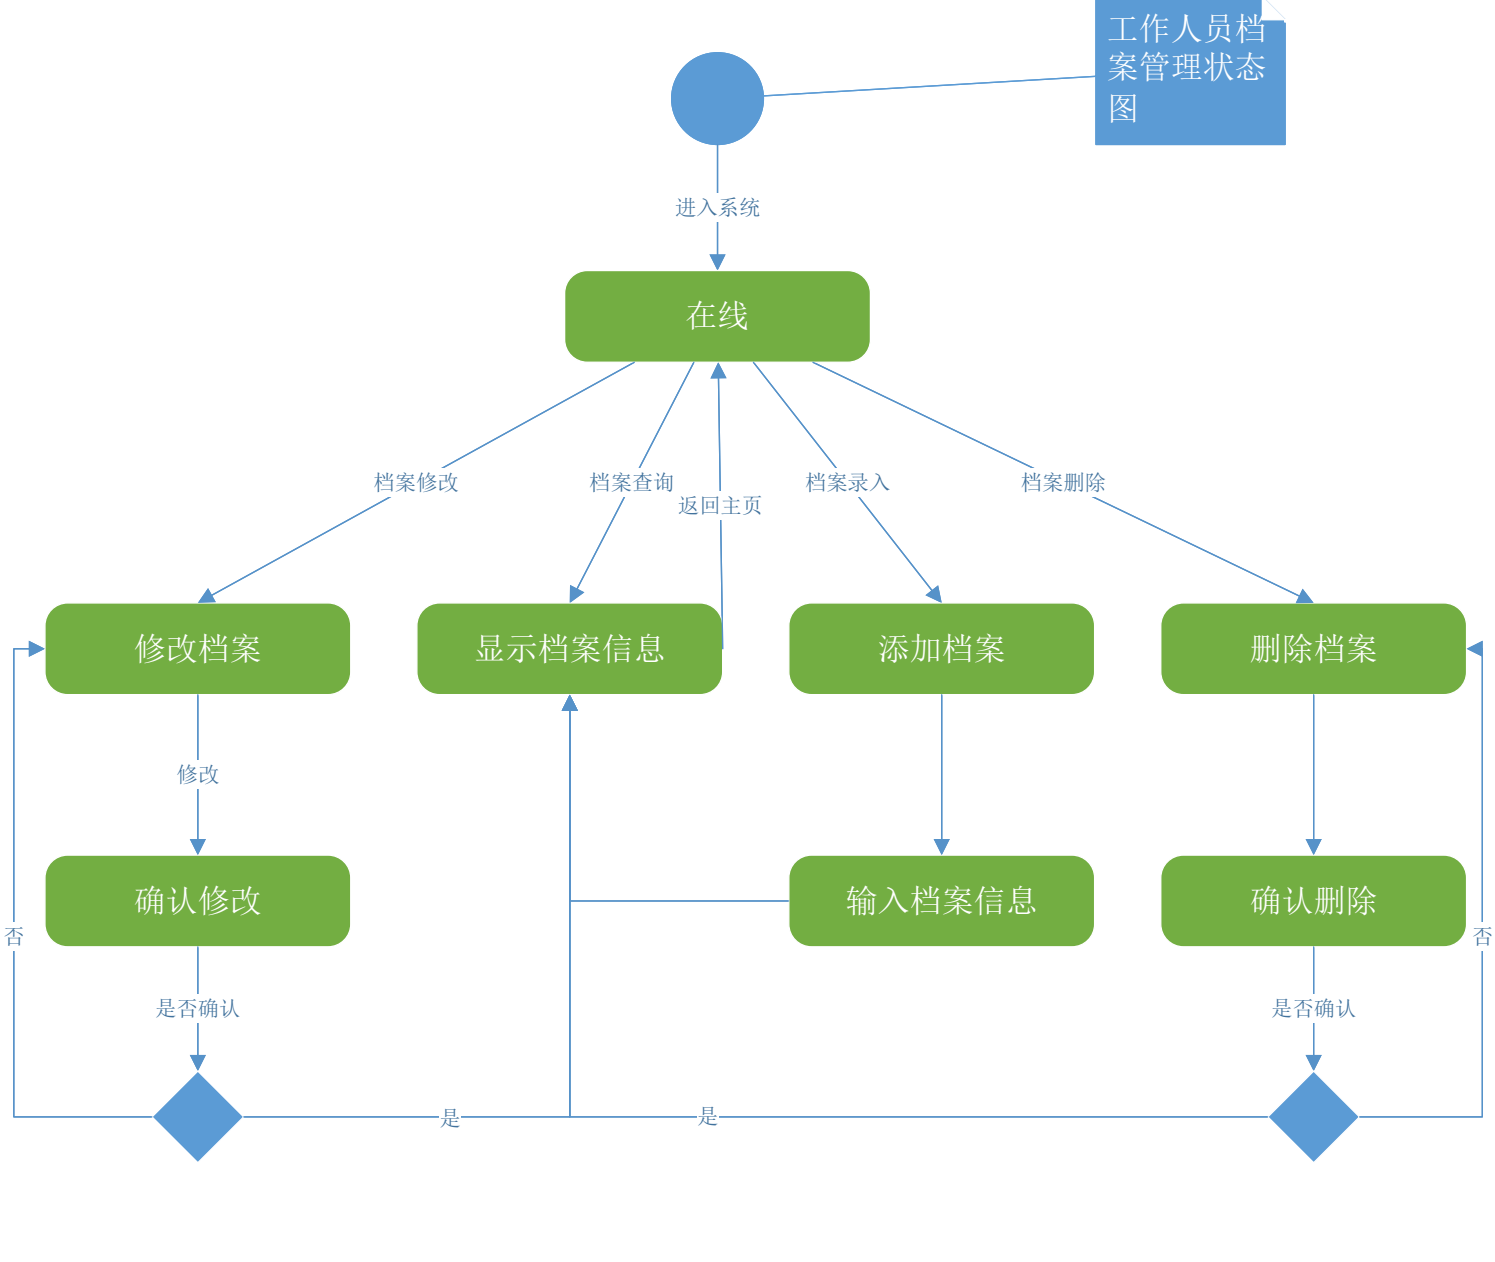 工作人员档
案管理状态
图
进入系统
在线
档案修改
档案查询
返回主页
档案录入
档案删除
修改档案
显示档案信息
添加档案
删除档案
修改
确认修改
输入档案信息
确认删除
否
否
是否确认
是否确认
是
是